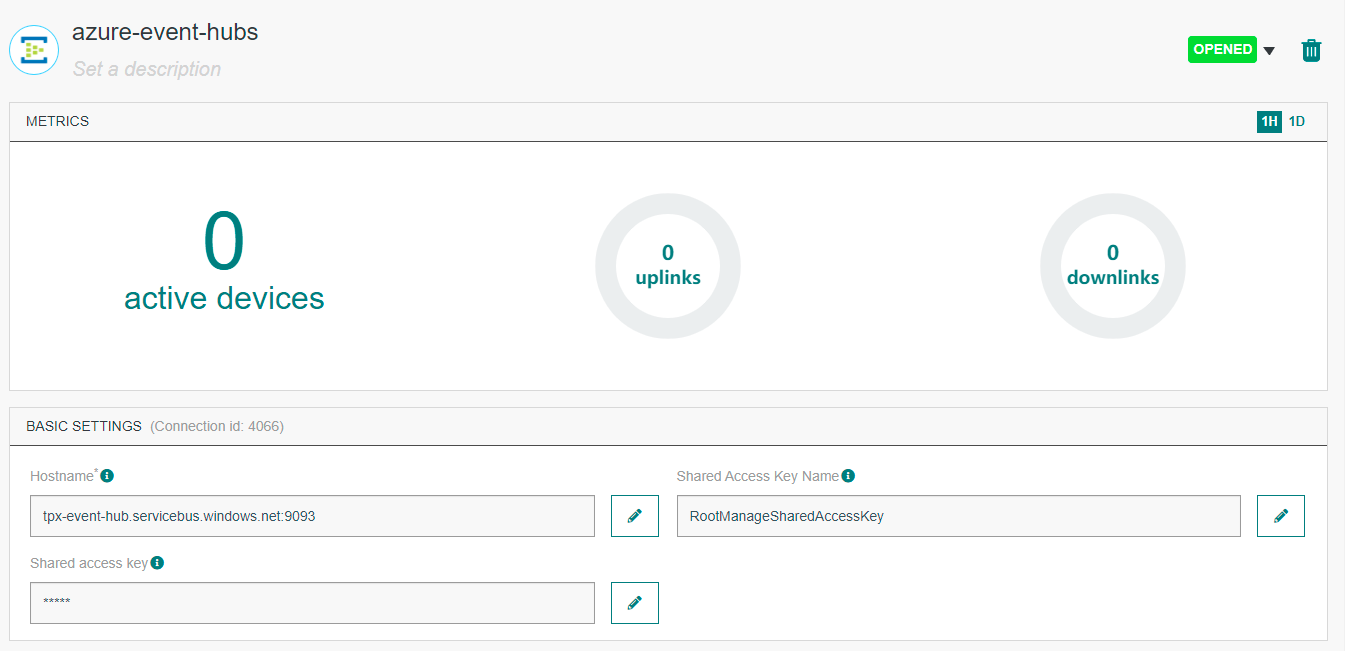 azure-event-hubs
Set a description
OPENED
METRICS
1H 1D
0
active devices
0
uplinks
0
downlinks
BASIC SETTINGS (Connection id: 4066)
Hostname*
Shared Access Key Name
tpx-event-hub.servicebus.windows.net:9093
RootManageSharedAccessKey
Shared access key
*****